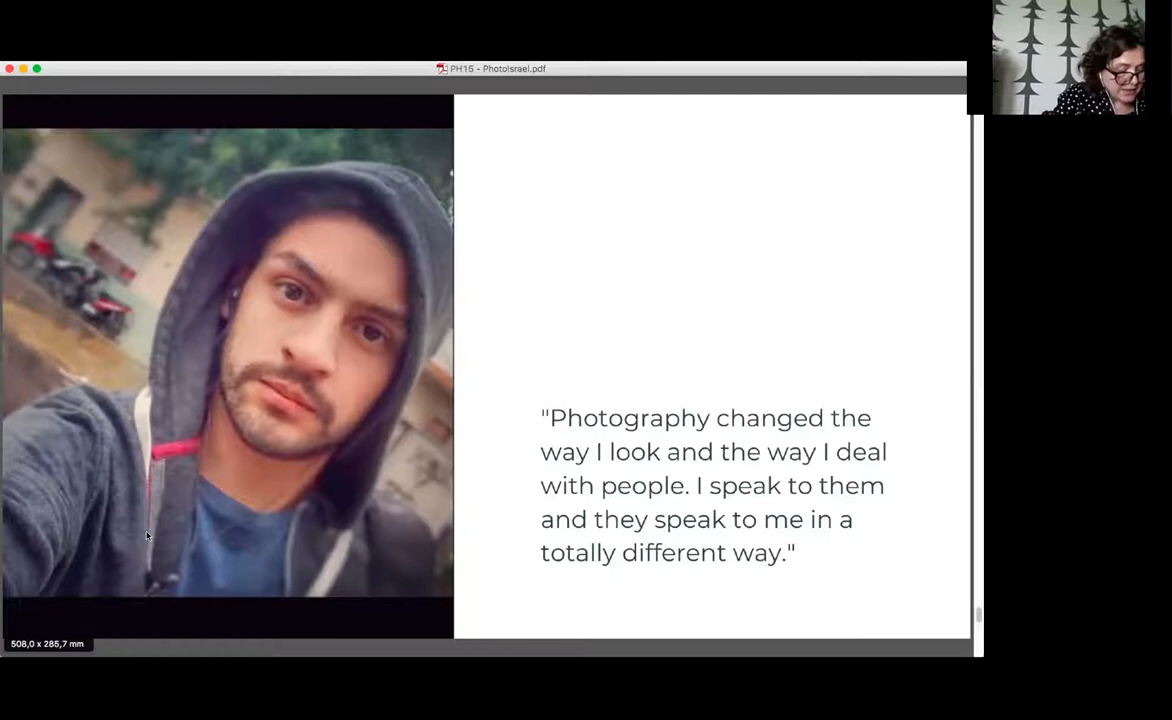 PH15 - PhotoIsrael.pdf
"Photography changed the
way I look and the way I deal
with people. I speak to them
and they speak to me in a
totally different way."
508,0 x 285,7 mm